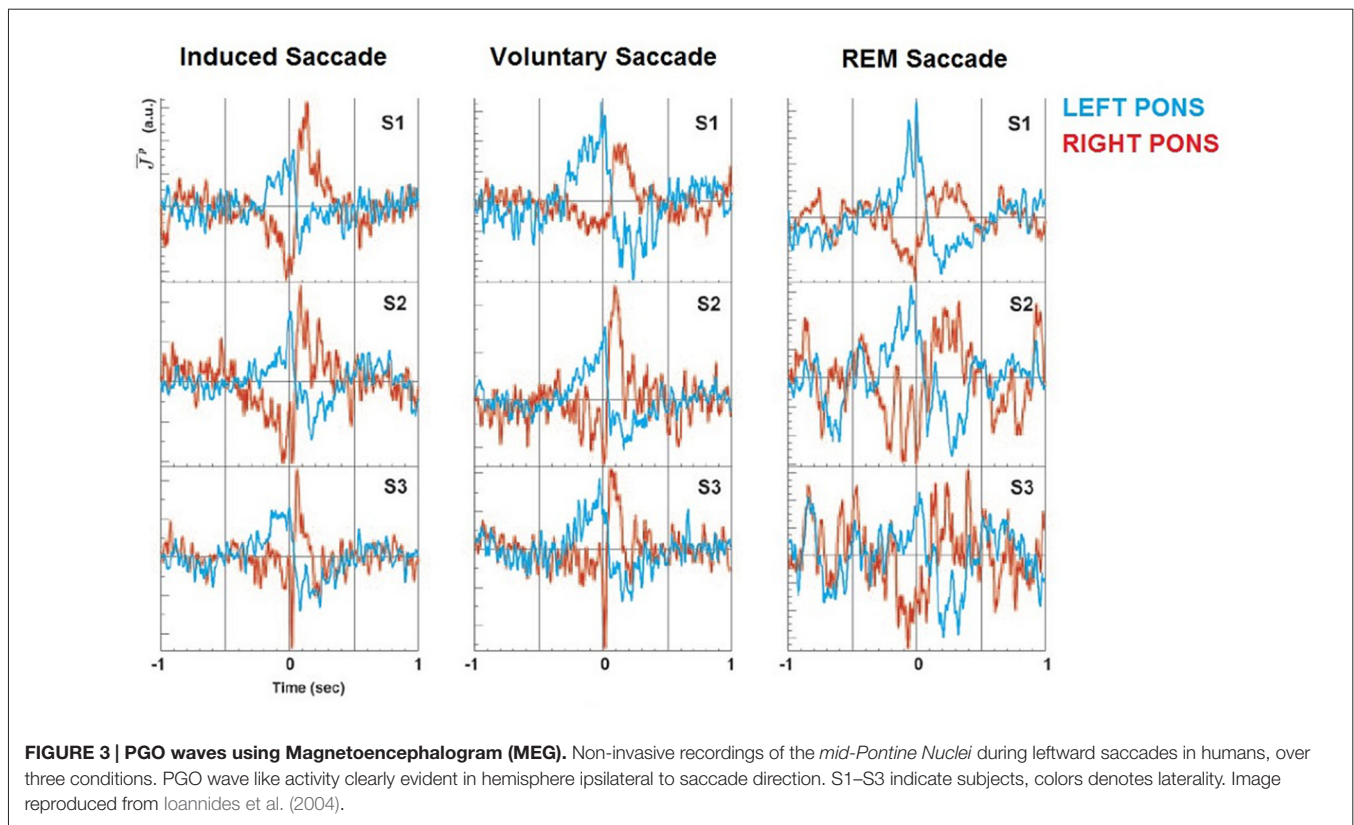 Induced Saccade
Voluntary Saccade
REM Saccade
LEFT PONS
RIGHT PONS
J̄ᵖ (a.u.)
S1
S1
S1
S2
S2
S2
S3
S3
S3
-1 0 1
-1 0 1
-1 0 1
Time (sec)
FIGURE 3 | PGO waves using Magnetoencephalogram (MEG). Non-invasive recordings of the mid-Pontine Nuclei during leftward saccades in humans, over
three conditions. PGO wave like activity clearly evident in hemisphere ipsilateral to saccade direction. S1–S3 indicate subjects, colors denotes laterality. Image
reproduced from Ioannides et al. (2004).